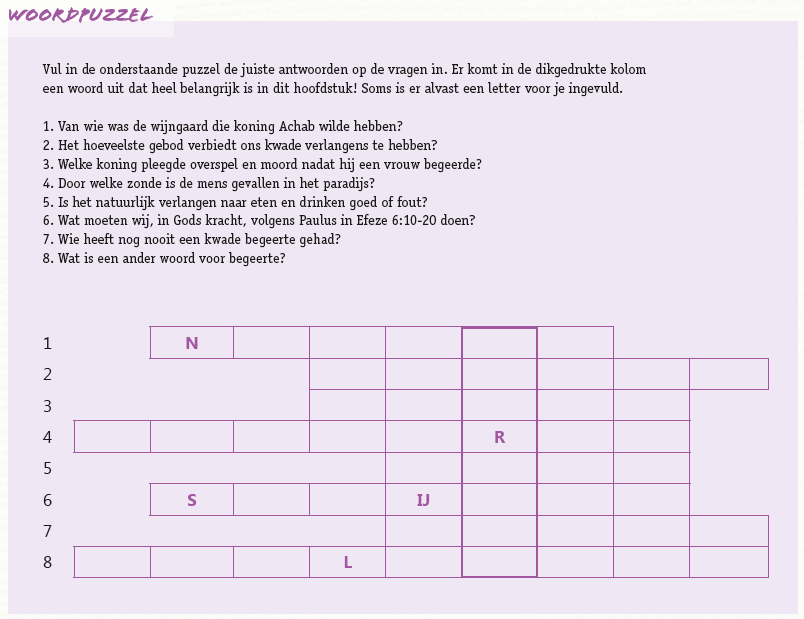 WOORDPUZZEL
Vul in de onderstaande puzzel de juiste antwoorden op de vragen in. Er komt in de dikgedrukte kolom
een woord uit dat heel belangrijk is in dit hoofdstuk! Soms is er alvast een letter voor je ingevuld.
1. Van wie was de wijngaard die koning Achab wilde hebben?
2. Het hoeveelste gebod verbiedt ons kwade verlangens te hebben?
3. Welke koning pleegde overspel en moord nadat hij een vrouw begeerde?
4. Door welke zonde is de mens gevallen in het paradijs?
5. Is het natuurlijk verlangen naar eten en drinken goed of fout?
6. Wat moeten wij, in Gods kracht, volgens Paulus in Efeze 6:10-20 doen?
7. Wie heeft nog nooit een kwade begeerte gehad?
8. Wat is een ander woord voor begeerte?
1 N
2
3
4 R
5
6 S IJ
7
8 L